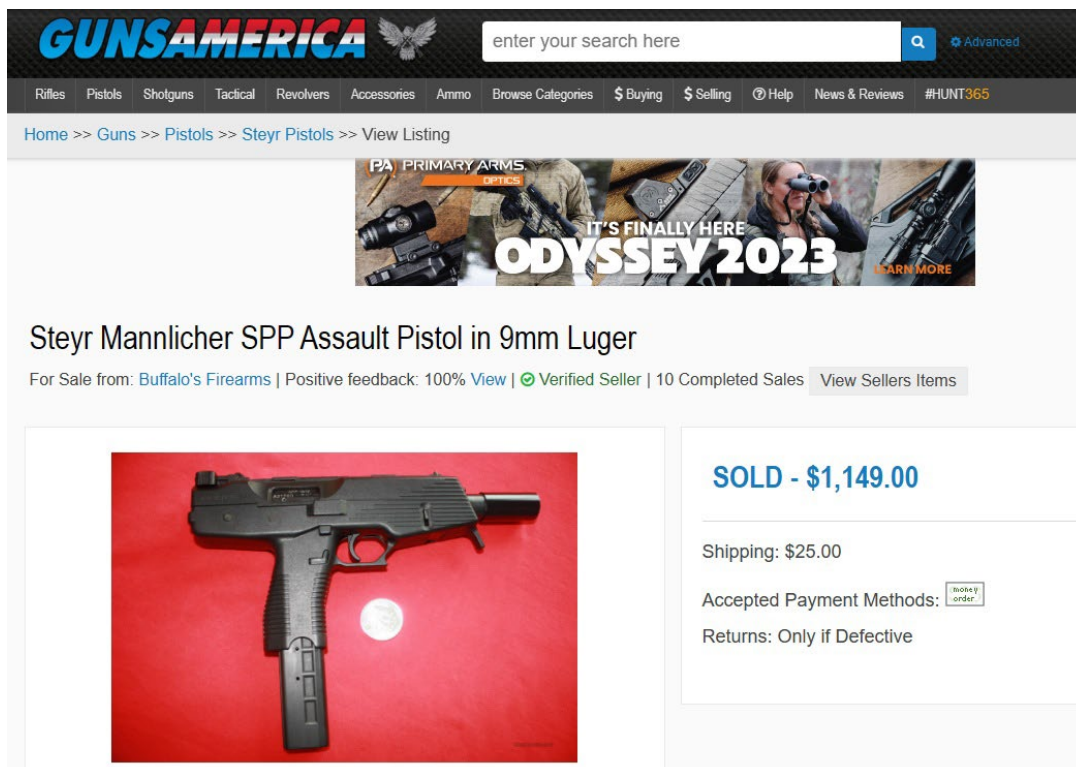 GUNSAMERICA
enter your search here
Advanced
Rifles Pistols Shotguns Tactical Revolvers Accessories Ammo Browse Categories $ Buying $ Selling Help News & Reviews #HUNT365
Home >> Guns >> Pistols >> Steyr Pistols >> View Listing
PA PRIMARY ARMS
OPTICS
IT'S FINALLY HERE
ODYSSEY 2023
LEARN MORE
Steyr Mannlicher SPP Assault Pistol in 9mm Luger
For Sale from: Buffalo's Firearms | Positive feedback: 100% View | Verified Seller | 10 Completed Sales View Sellers Items
SOLD - $1,149.00
Shipping: $25.00
Accepted Payment Methods: money order
Returns: Only if Defective